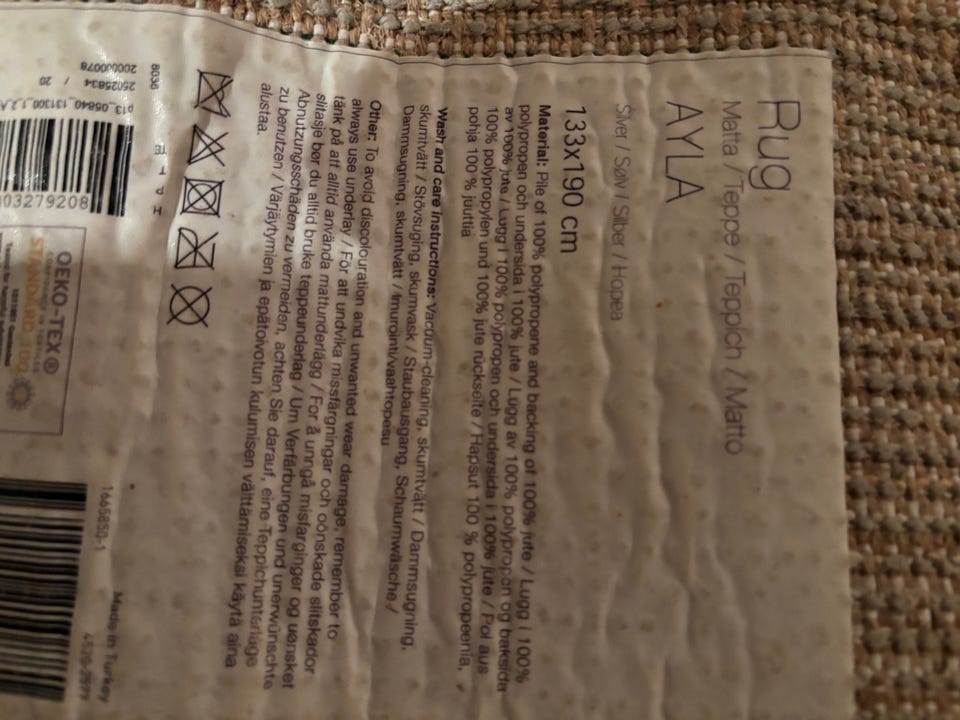 Rug
Matta / Teppe / Teppich / Matto
AYLA
Silver / Sølv / Silber / Hopea
133x190 cm
Material: Pile of 100% polypropene and backing of 100% jute / Lugg i 100%
polypropen och undersida i 100% jute / Lugg av 100% polypropen og bakside
av 100% jute / Lugg i 100% polypropen och undersida i 100% jute / Pol aus
100% polypropylen und 100% jute rückseite / Hapsut 100 % polypropeenia,
pohja 100 % juuttia
Wash and care instructions: Vacuum-cleaning, skumtvätt / Dammsugning,
skumtvätt / Støvsuging, skumvask / Staubausgang, Schaumwäsche /
Dammsugning, skumtvätt / Imurointi/vaahtopesu
Other: To avoid discolouration and unwanted wear damage, remember to
always use underlay / För att undvika missfärgningar och oönskade slitskador
tänk på att alltid använda mattunderlägg / For å unngå misfarginger og uønsket
slitasje bør du alltid bruke teppeunderlag / Um Verfärbungen und unerwünschte
Abnutzungsschäden zu vermeiden, achten Sie darauf, eine Teppichunterlage
zu benutzen / Värjäytymien ja epätoivotun kulumisen välttämiseksi käytä aina
alustaa.
8036
200000078
25025834 / 20
03279208
OEKO-TEX®
STANDARD 100
1665850-1
Made in Turkey